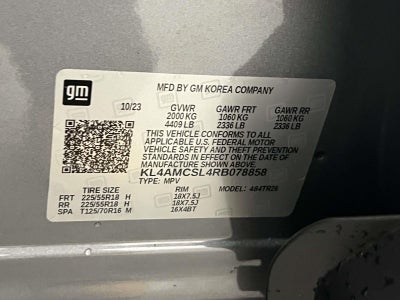 gm
MFD BY GM KOREA COMPANY
10/23 GVWR GAWR FRT GAWR RR
2000 KG 1060 KG 1060 KG
4409 LB 2336 LB 2336 LB
THIS VEHICLE CONFORMS TO ALL
APPLICABLE U.S. FEDERAL MOTOR
VEHICLE SAFETY AND THEFT PREVENTION
STANDARDS IN EFFECT ON THE DATE OF
MANUFACTURE SHOWN ABOVE.
KL4AMCSL4RB078858
TYPE: MPV MODEL: 4B4TR26
TIRE SIZE RIM
FRT 225/55R18 H 18X7.5J
RR 225/55R18 H 18X7.5J
SPA T125/70R16 M 16X4BT